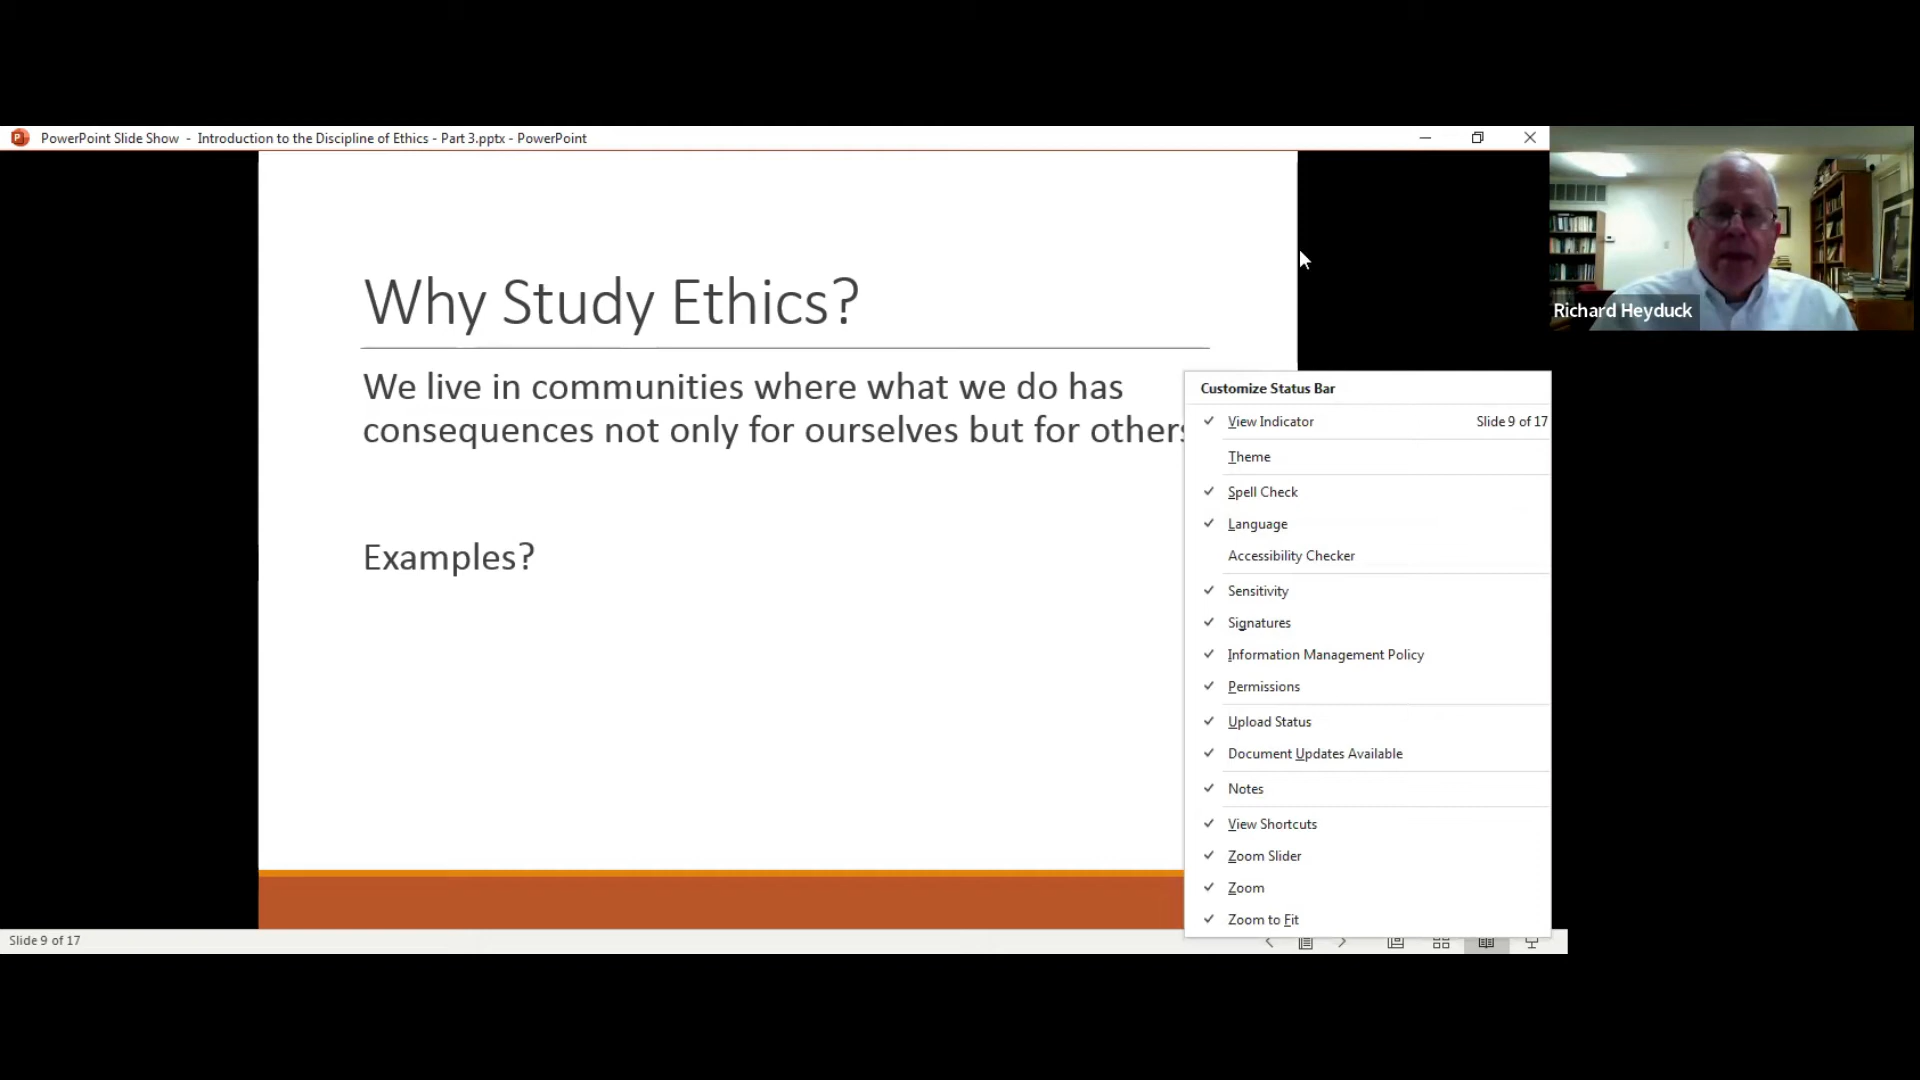 PowerPoint Slide Show - Introduction to the Discipline of Ethics - Part 3.pptx - PowerPoint
Richard Heyduck
Why Study Ethics?
We live in communities where what we do has
consequences not only for ourselves but for others
Examples?
Customize Status Bar
View Indicator Slide 9 of 17
Theme
Spell Check
Language
Accessibility Checker
Sensitivity
Signatures
Information Management Policy
Permissions
Upload Status
Document Updates Available
Notes
View Shortcuts
Zoom Slider
Zoom
Zoom to Fit
Slide 9 of 17